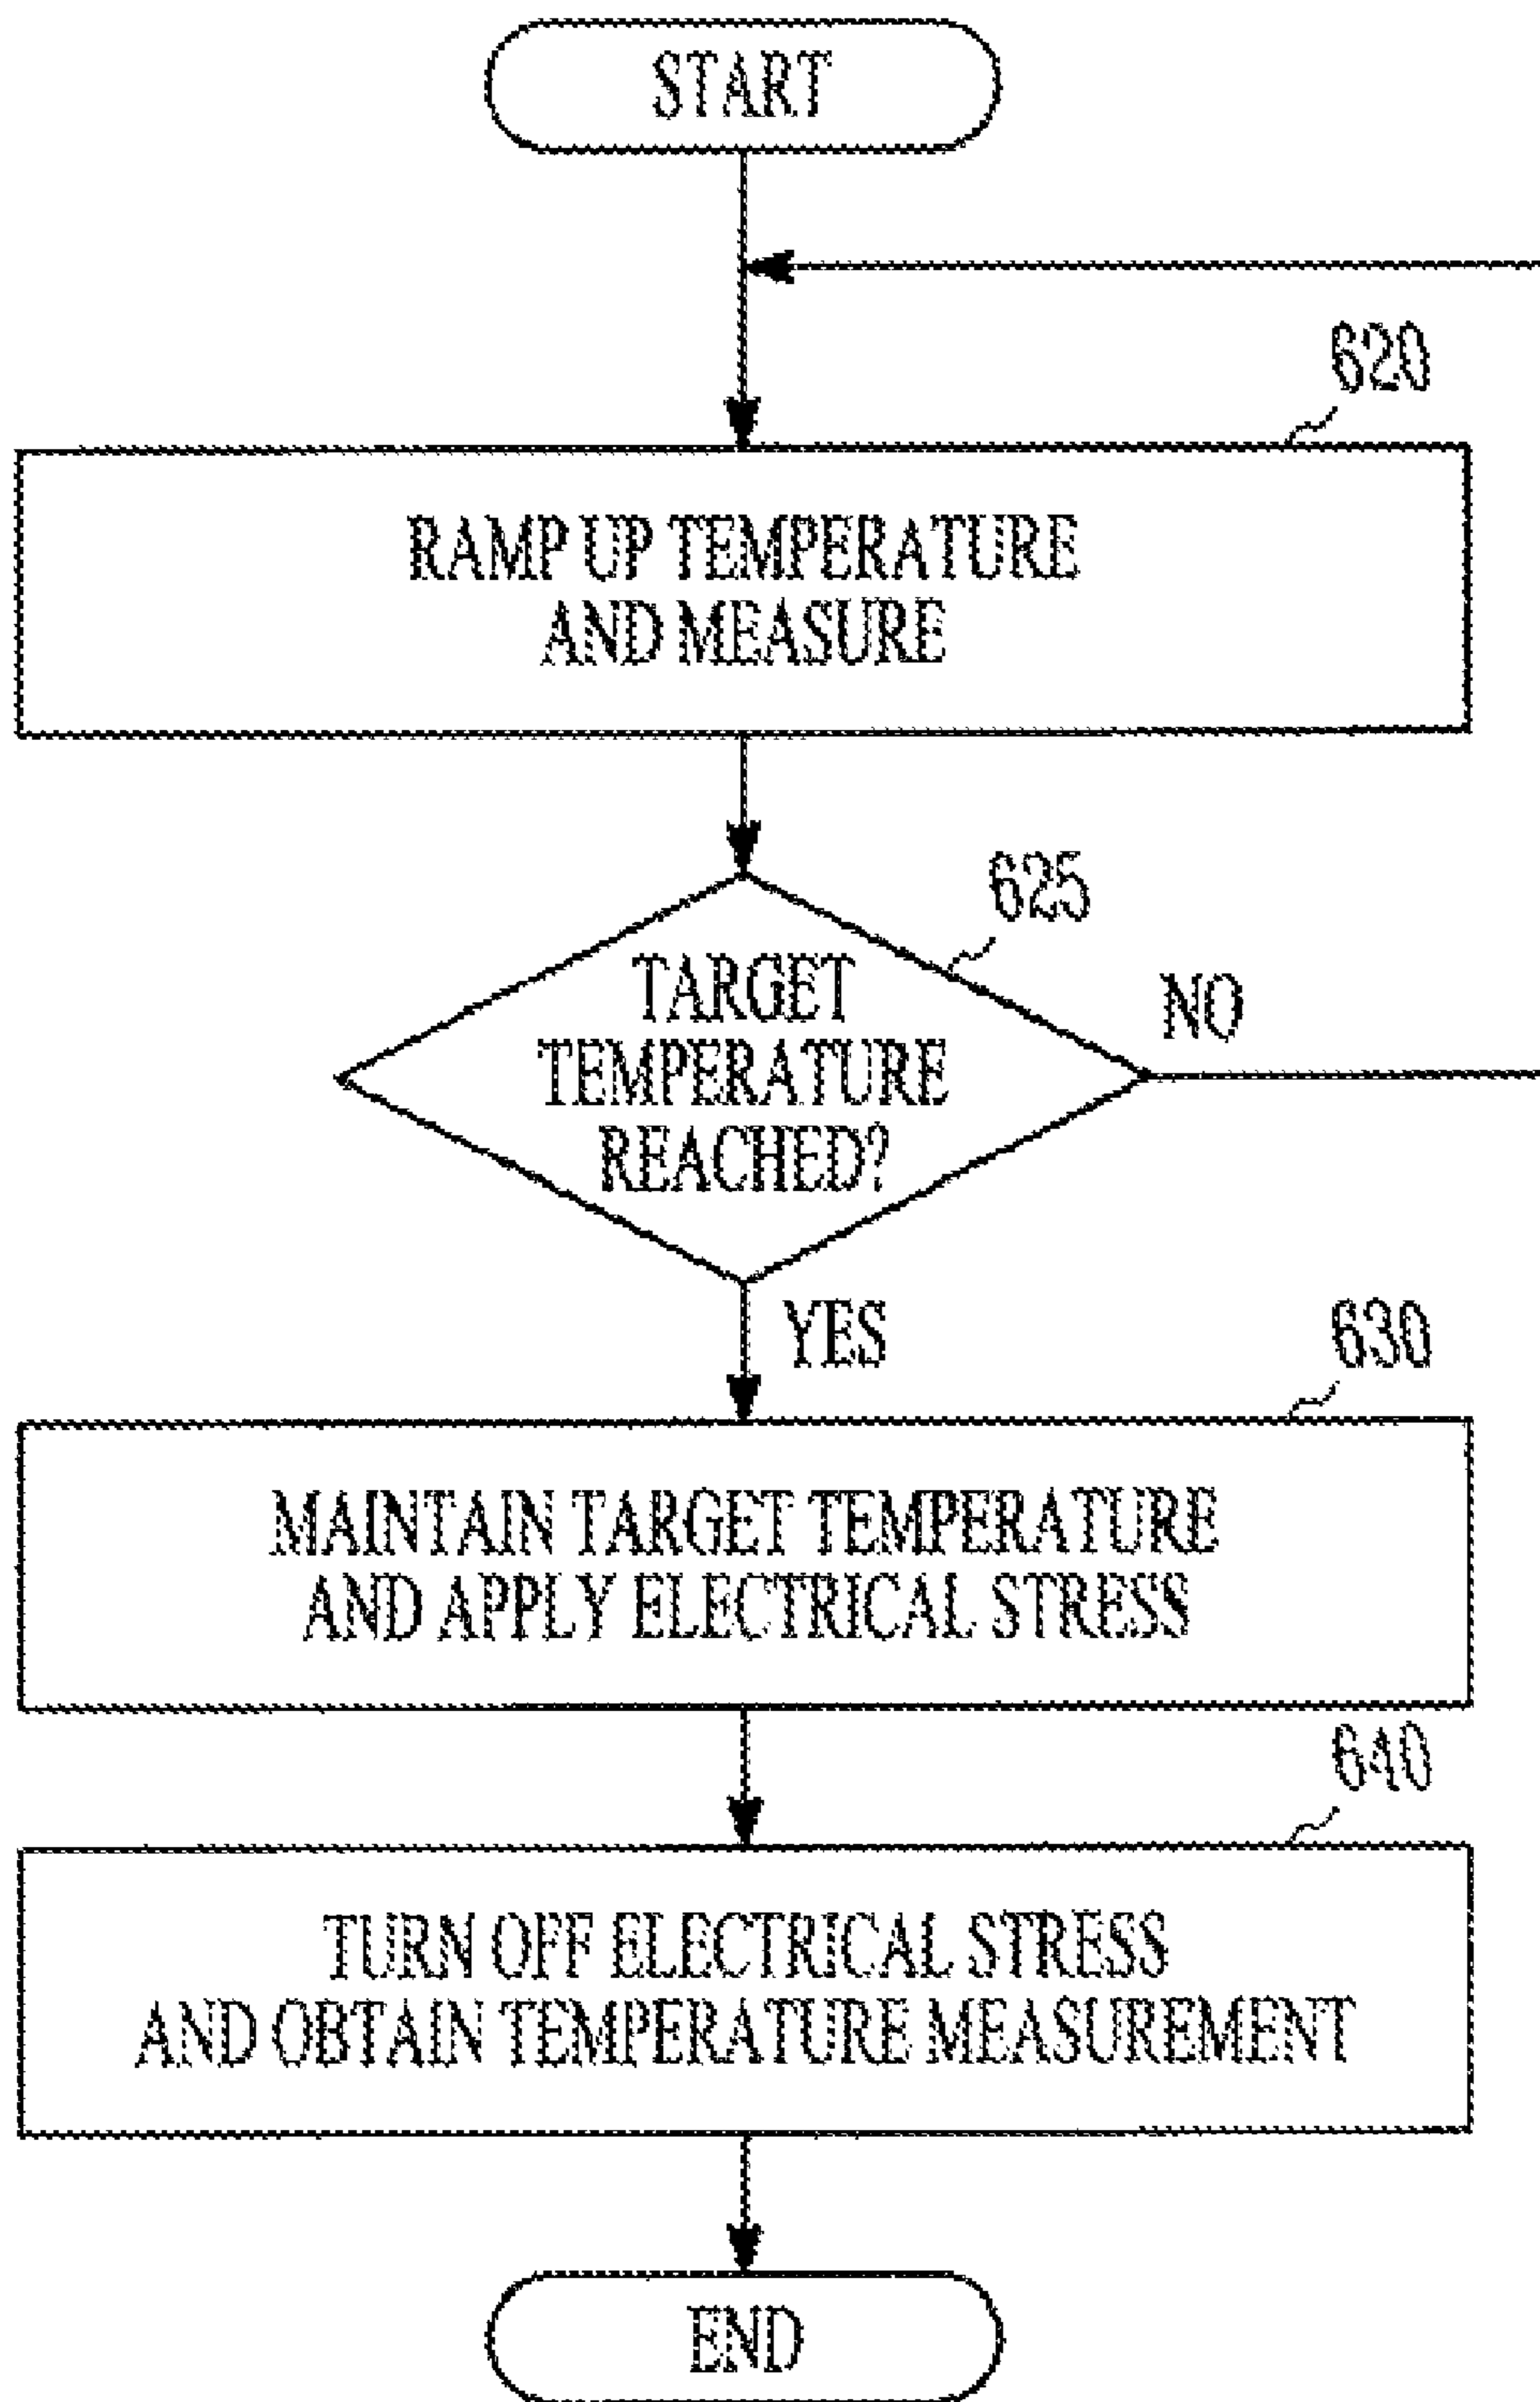 START
620
RAMP UP TEMPERATURE
AND MEASURE
625
TARGET
TEMPERATURE
REACHED?
NO
YES
630
MAINTAIN TARGET TEMPERATURE
AND APPLY ELECTRICAL STRESS
640
TURN OFF ELECTRICAL STRESS
AND OBTAIN TEMPERATURE MEASUREMENT
END